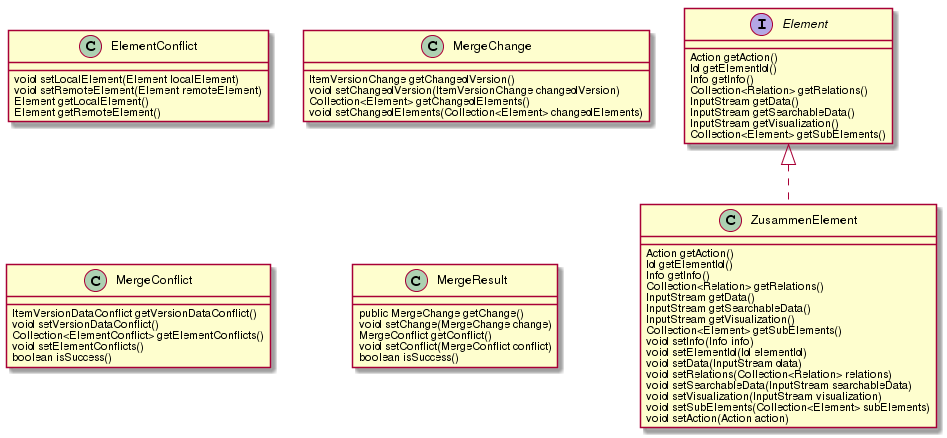 C ElementConflict
void setLocalElement(Element localElement)
void setRemoteElement(Element remoteElement)
Element getLocalElement()
Element getRemoteElement()
C MergeChange
ItemVersionChange getChangedVersion()
void setChangedVersion(ItemVersionChange changedVersion)
Collection<Element> getChangedElements()
void setChangedElements(Collection<Element> changedElements)
I Element
Action getAction()
Id getElementId()
Info getInfo()
Collection<Relation> getRelations()
InputStream getData()
InputStream getSearchableData()
InputStream getVisualization()
Collection<Element> getSubElements()
C MergeConflict
ItemVersionDataConflict getVersionDataConflict()
void setVersionDataConflict()
Collection<ElementConflict> getElementConflicts()
void setElementConflicts()
boolean isSuccess()
C MergeResult
public MergeChange getChange()
void setChange(MergeChange change)
MergeConflict getConflict()
void setConflict(MergeConflict conflict)
boolean isSuccess()
C ZusammenElement
Action getAction()
Id getElementId()
Info getInfo()
Collection<Relation> getRelations()
InputStream getData()
InputStream getSearchableData()
InputStream getVisualization()
Collection<Element> getSubElements()
void setInfo(Info info)
void setElementId(Id elementId)
void setData(InputStream data)
void setRelations(Collection<Relation> relations)
void setSearchableData(InputStream searchableData)
void setVisualization(InputStream visualization)
void setSubElements(Collection<Element> subElements)
void setAction(Action action)